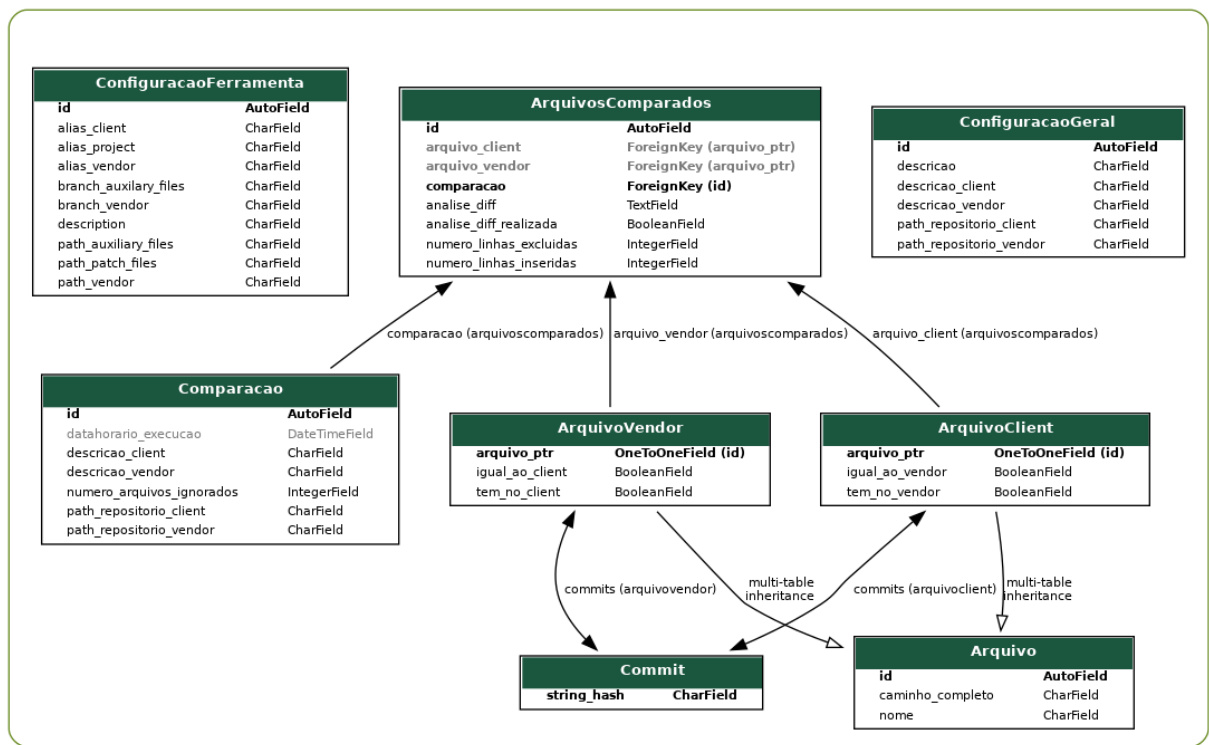 ConfiguracaoFerramenta
id AutoField
alias_client CharField
alias_project CharField
alias_vendor CharField
branch_auxilary_files CharField
branch_vendor CharField
description CharField
path_auxiliary_files CharField
path_patch_files CharField
path_vendor CharField
ArquivosComparados
id AutoField
arquivo_client ForeignKey (arquivo_ptr)
arquivo_vendor ForeignKey (arquivo_ptr)
comparacao ForeignKey (id)
analise_diff TextField
analise_diff_realizada BooleanField
numero_linhas_excluidas IntegerField
numero_linhas_inseridas IntegerField
ConfiguracaoGeral
id AutoField
descricao CharField
descricao_client CharField
descricao_vendor CharField
path_repositorio_client CharField
path_repositorio_vendor CharField
comparacao (arquivoscomparados)
arquivo_vendor (arquivoscomparados)
arquivo_client (arquivoscomparados)
Comparacao
id AutoField
datahorario_execucao DateTimeField
descricao_client CharField
descricao_vendor CharField
numero_arquivos_ignorados IntegerField
path_repositorio_client CharField
path_repositorio_vendor CharField
ArquivoVendor
arquivo_ptr OneToOneField (id)
igual_ao_client BooleanField
tem_no_client BooleanField
ArquivoClient
arquivo_ptr OneToOneField (id)
igual_ao_vendor BooleanField
tem_no_vendor BooleanField
commits (arquivovendor)
multi-table
inheritance
commits (arquivoclient)
multi-table
inheritance
Commit
string_hash CharField
Arquivo
id AutoField
caminho_completo CharField
nome CharField